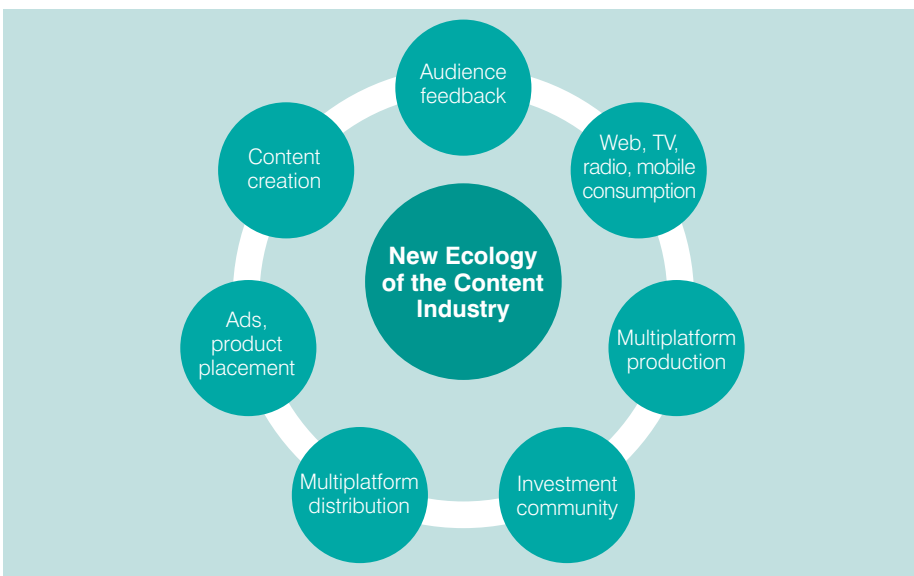 Audience
feedback
Web, TV,
radio, mobile
consumption
Multiplatform
production
Investment
community
Multiplatform
distribution
Ads,
product
placement
Content
creation
New Ecology
of the Content
Industry